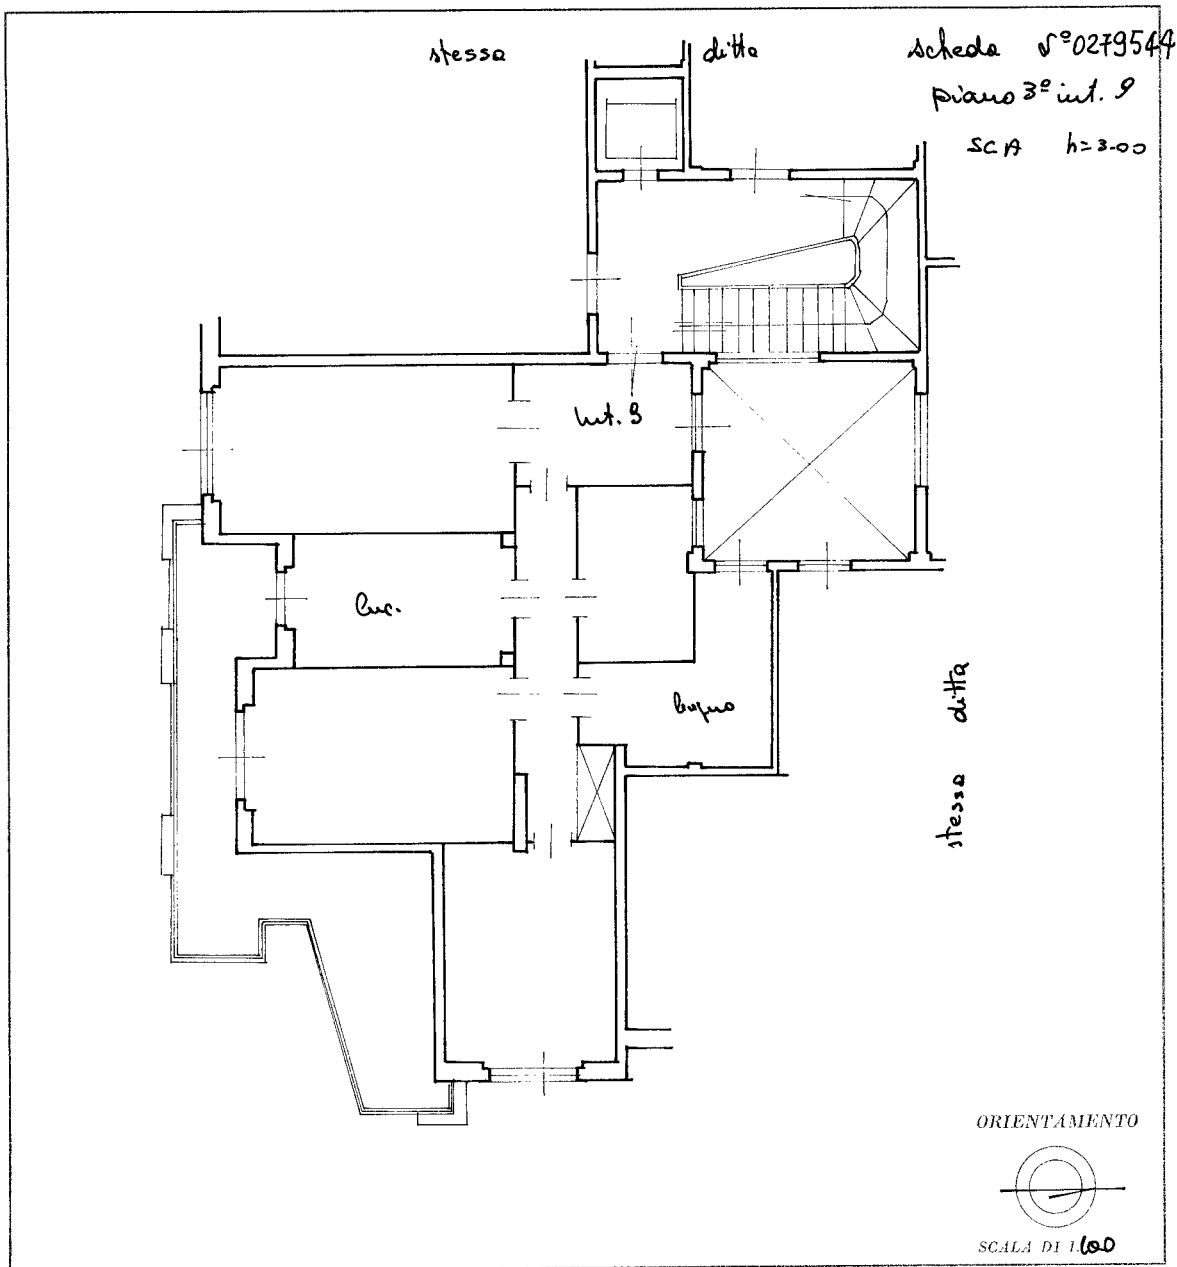 stessa ditta
scheda N° 0279544
piano 3° int. 9
SCA h=3.00
Int. 9
Cuc.
bagno
stessa ditta
ORIENTAMENTO
SCALA DI 1:100